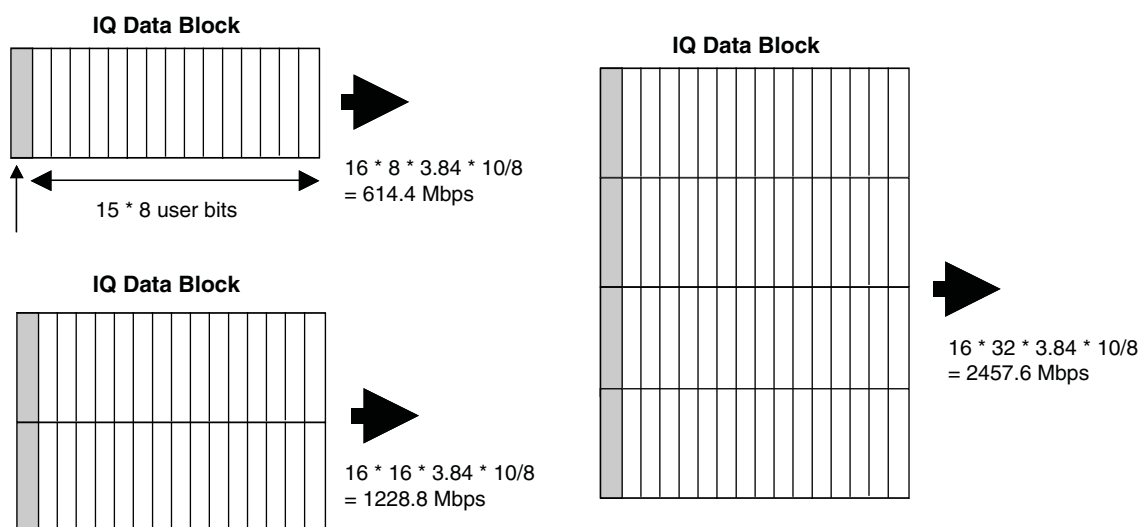 IQ Data Block
16 * 8 * 3.84 * 10/8
= 614.4 Mbps
15 * 8 user bits
IQ Data Block
16 * 16 * 3.84 * 10/8
= 1228.8 Mbps
IQ Data Block
16 * 32 * 3.84 * 10/8
= 2457.6 Mbps